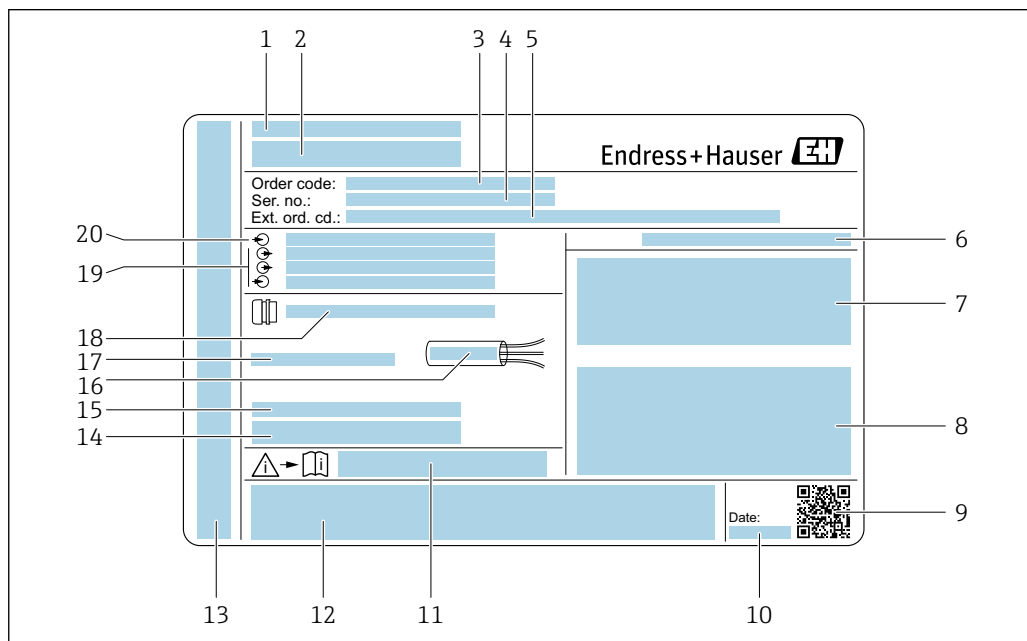 1 2 3 4 5
Endress+Hauser EH
Order code:
Ser. no.:
Ext. ord. cd.:
20
19
6
7
18
17
16
15
14
8
i i
9
Date:
13 12 11 10